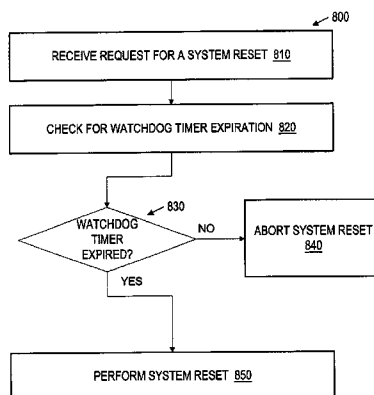 800
RECEIVE REQUEST FOR A SYSTEM RESET 810
CHECK FOR WATCHDOG TIMER EXPIRATION 820
830
WATCHDOG
TIMER
EXPIRED?
NO
ABORT SYSTEM RESET
840
YES
PERFORM SYSTEM RESET 850